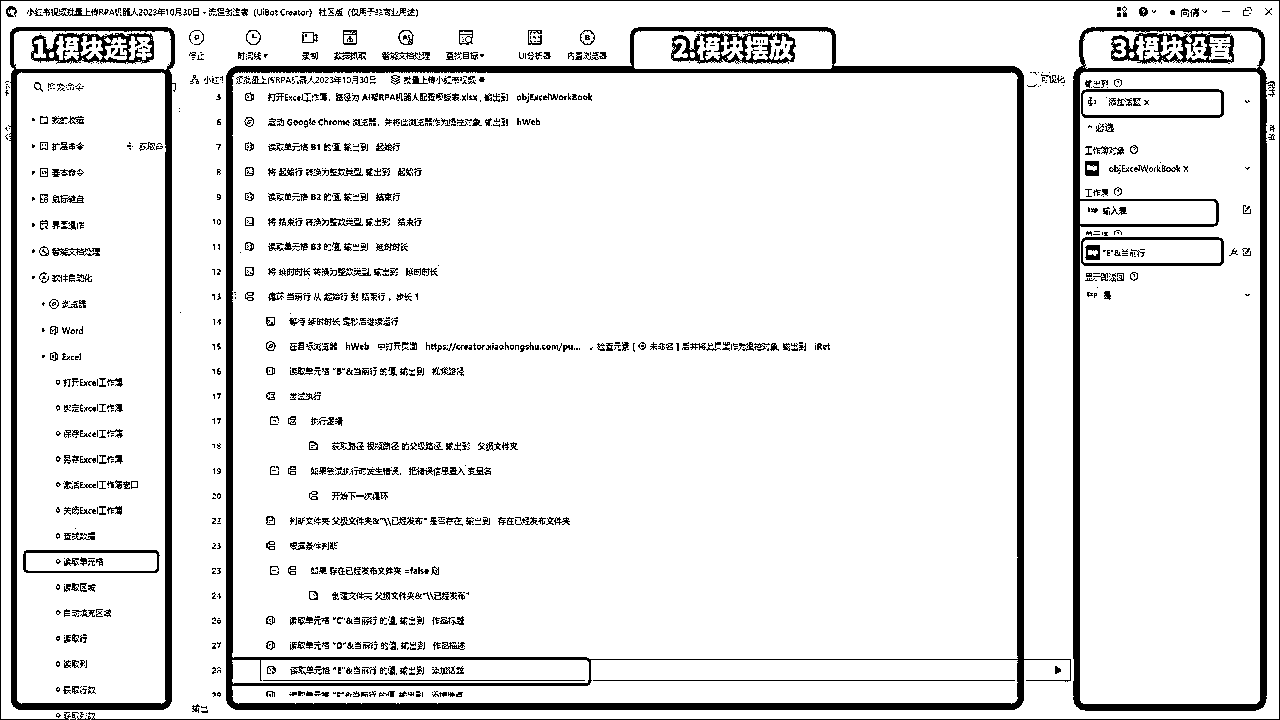 小红书视频批量上传RPA机器人2023年10月30日 - 流程创造者（UiBot Creator） 社区版（仅用于非商业用途）
向倩
1.模块选择
2.模块摆放
3.模块设置
停止
时间线
录制
数据抓取
智能文档处理
查找目标
UI分析器
内置浏览器
搜索命令
我的收藏
扩展命令
获取命
基本命令
鼠标键盘
界面操作
智能文档处理
软件自动化
浏览器
Word
Excel
打开Excel工作簿
绑定Excel工作簿
保存Excel工作簿
另存Excel工作簿
激活Excel工作簿窗口
关闭Excel工作簿
查找数据
读取单元格
读取区域
自动填充区域
读取行
读取列
获取行数
获取列数
小红书
频批量上传RPA机器人2023年10月30日
批量上传小红书视频
可视化
5 打开Excel工作簿，路径为 AI帮RPA机器人配置模板表.xlsx，输出到 objExcelWorkBook
6 启动 Google Chrome 浏览器，并将此浏览器作为操控对象，输出到 hWeb
7 读取单元格 B1 的值，输出到 起始行
8 将 起始行 转换为整数类型，输出到 起始行
9 读取单元格 B2 的值，输出到 结束行
10 将 结束行 转换为整数类型，输出到 结束行
11 读取单元格 B3 的值，输出到 延时时长
12 将 延时时长 转换为整数类型，输出到 延时时长
13 循环 当前行 从 起始行 到 结束行，步长 1
14 等待 延时时长 毫秒后继续运行
15 在目标浏览器 hWeb 中打开页面 https://creator.xiaohongshu.com/pu... ，检查元素 [ 未命名 ] 后并将此页面作为操控对象，输出到 iRet
16 读取单元格 "B"&当前行 的值，输出到 视频路径
17 尝试执行
17 执行逻辑
18 获取路径 视频路径 的父级路径，输出到 父级文件夹
19 如果尝试执行时发生错误，把错误信息置入 变量名
20 开始下一次循环
22 判断文件夹 父级文件夹&"\\已经发布" 是否存在，输出到 存在已经发布文件夹
23 根据条件判断
23 如果 存在已经发布文件夹 =false 则
24 创建文件夹 父级文件夹&"\\已经发布"
26 读取单元格 "C"&当前行 的值，输出到 作品标题
27 读取单元格 "D"&当前行 的值，输出到 作品描述
28 读取单元格 "E"&当前行 的值，输出到 添加话题
29 读取单元格 "F"&当前行 的值，输出到 添加地点
输出
输出到
添加话题 X
必选
工作簿对象
objExcelWorkBook X
工作表
Exp 输入表
单元格
Exp "E"&当前行
显示即返回
Exp 是